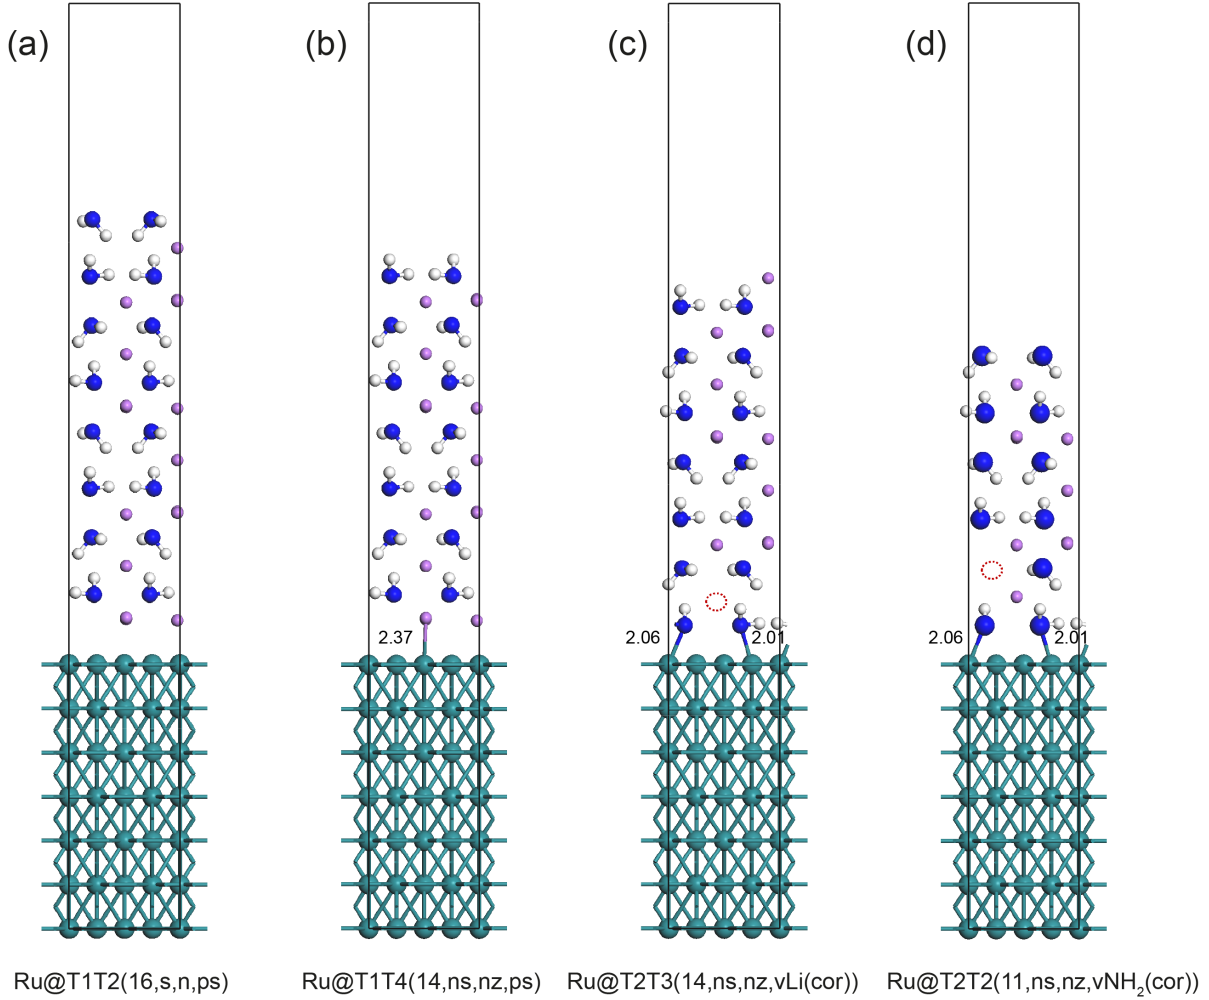 (a) (b) (c) (d)
2.37 2.06 2.01 2.06 2.01
Ru@T1T2(16,s,n,ps) Ru@T1T4(14,ns,nz,ps) Ru@T2T3(14,ns,nz,vLi(cor)) Ru@T2T2(11,ns,nz,vNH₂(cor))